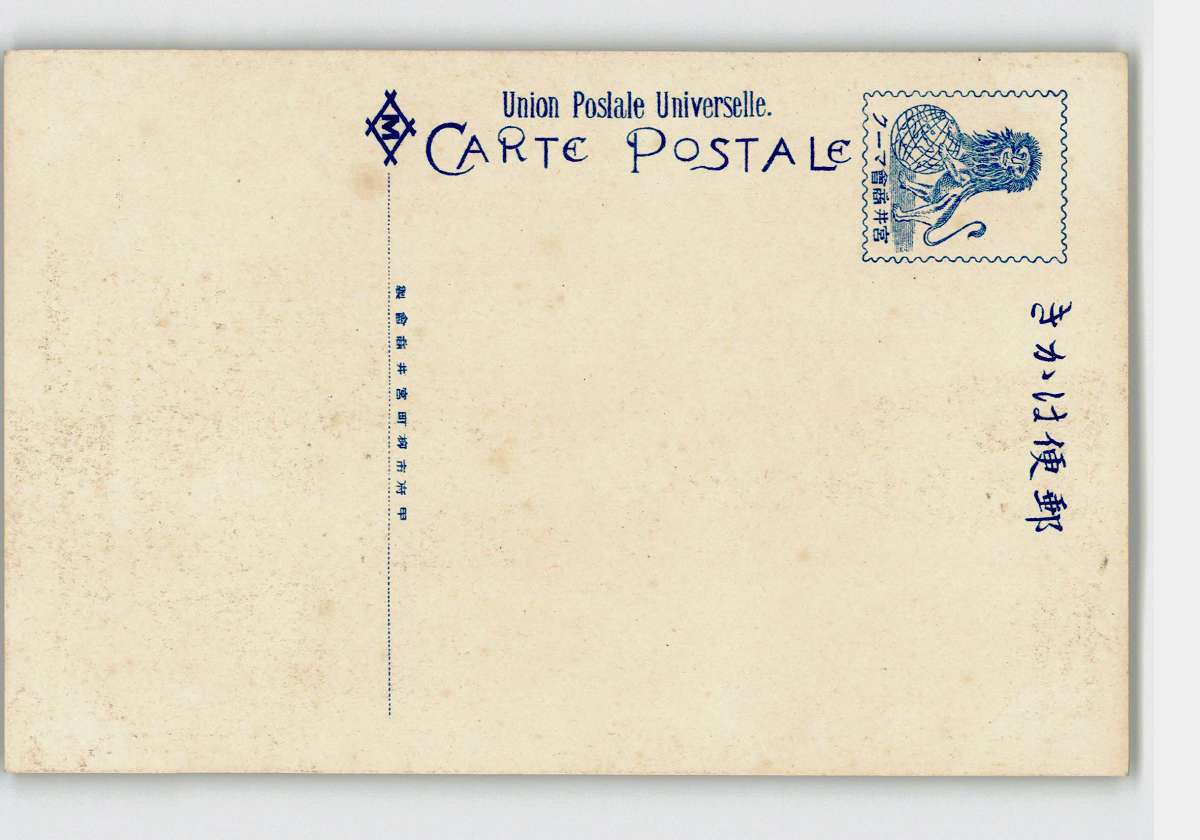 Union Postale Universelle.
CARTE POSTALE
M
宮井商會マーク
郵便はかゝき
甲府市柳町宮井商會製